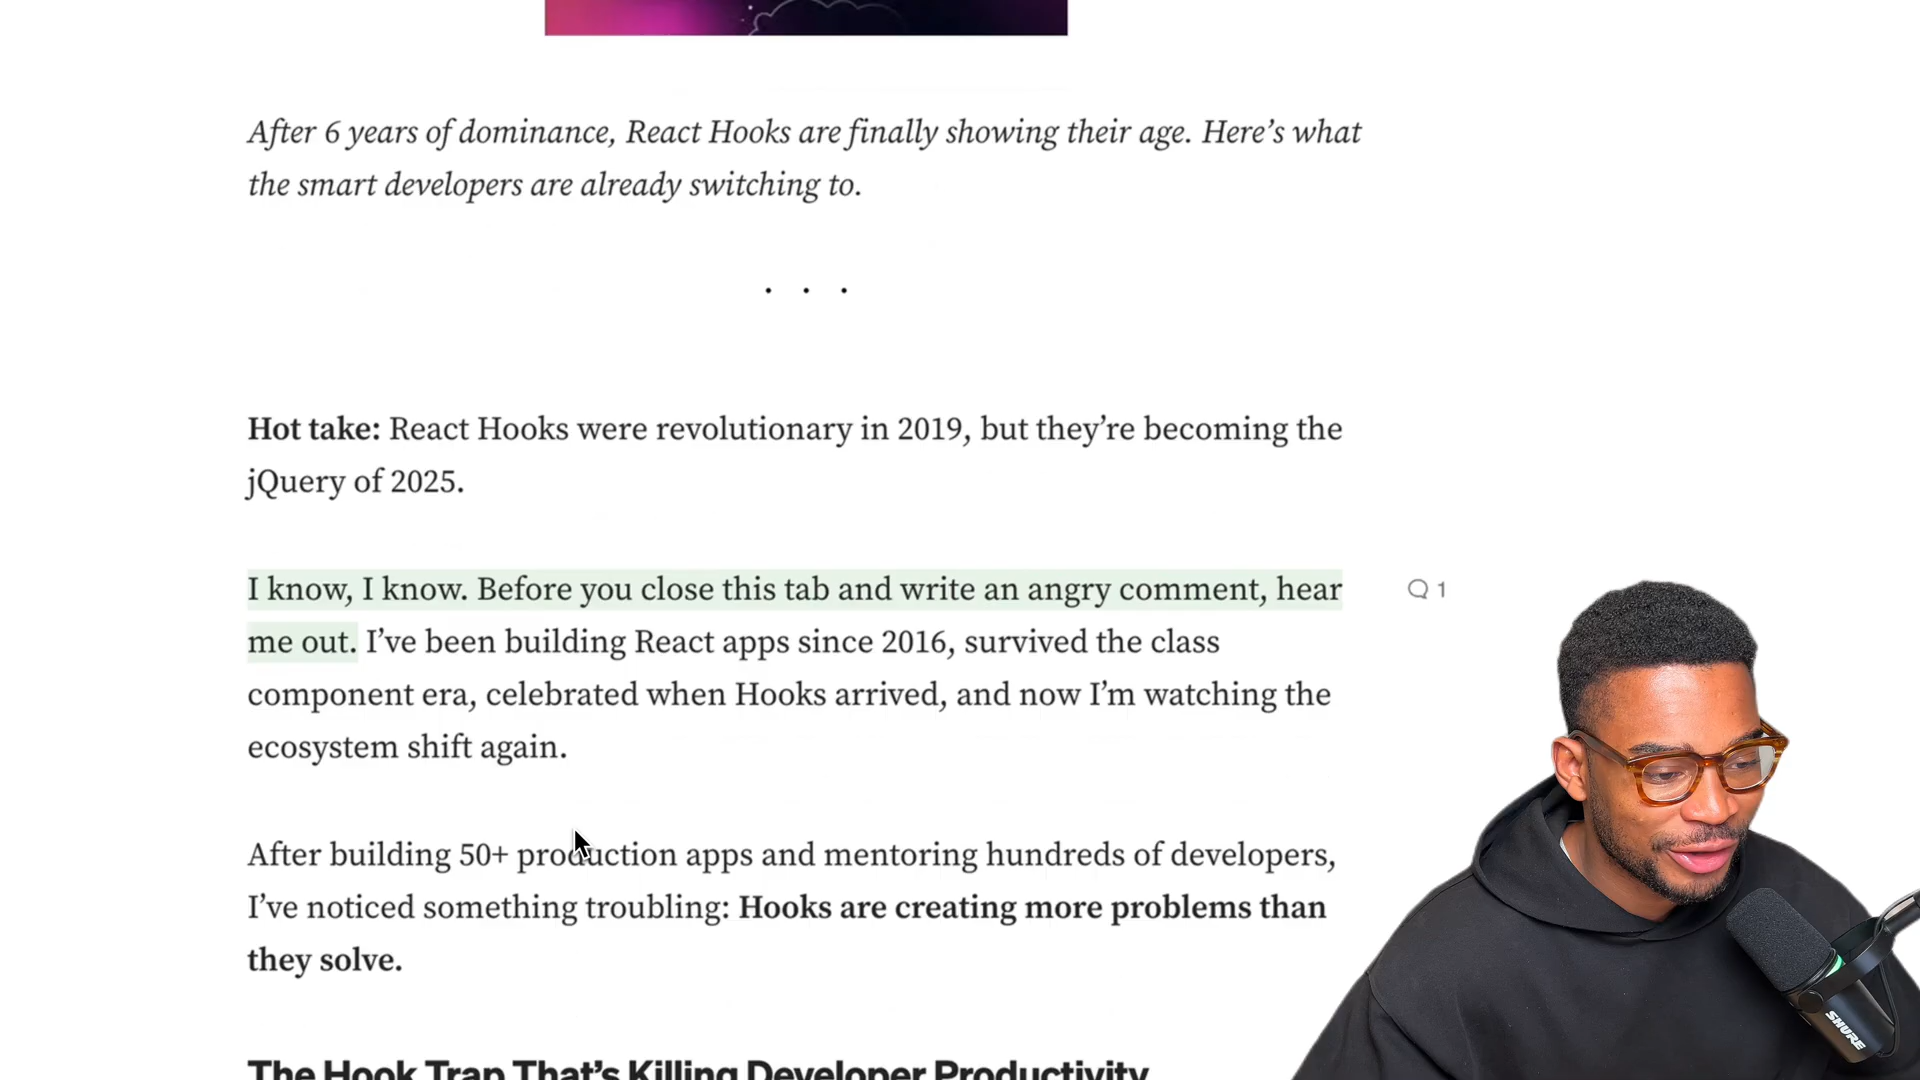 After 6 years of dominance, React Hooks are finally showing their age. Here’s what
the smart developers are already switching to.
. . .
Hot take: React Hooks were revolutionary in 2019, but they’re becoming the
jQuery of 2025.
I know, I know. Before you close this tab and write an angry comment, hear
1
me out. I’ve been building React apps since 2016, survived the class
component era, celebrated when Hooks arrived, and now I’m watching the
ecosystem shift again.
After building 50+ production apps and mentoring hundreds of developers,
I’ve noticed something troubling: Hooks are creating more problems than
they solve.
The Hook Trap That’s Killing Developer Productivity
SHURE